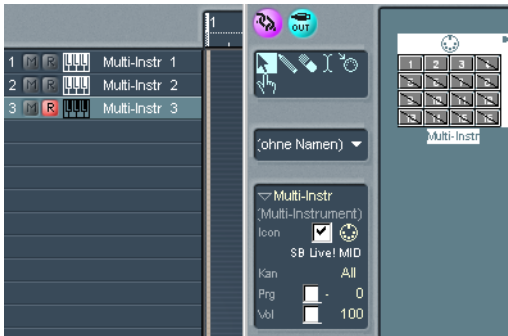 1
1 M R Multi-Instr 1
2 M R Multi-Instr 2
3 M R Multi-Instr 3
OUT
(ohne Namen)
Multi-Instr
(Multi-Instrument)
Icon
SB Live! MID
Kan All
Prg - 0
Vol 100
1 2 3
Multi-Instr